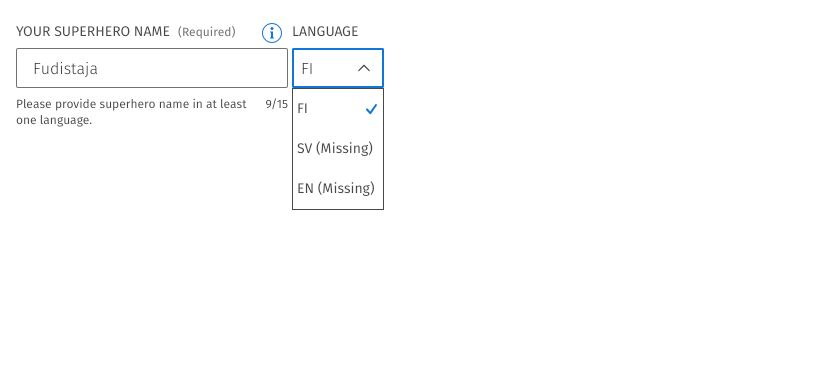 YOUR SUPERHERO NAME (Required) LANGUAGE
Fudistaja FI
Please provide superhero name in at least 9/15
one language.
FI
SV (Missing)
EN (Missing)